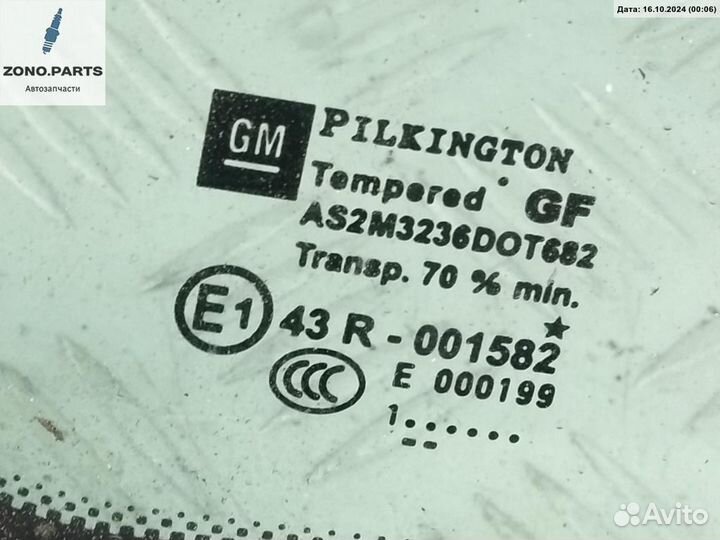 Дата: 16.10.2024 (00:06)
ZONO.PARTS
Автозапчасти
GM
PILKINGTON
Tempered GF
AS2M3236DOT682
Transp. 70 % min.
E1 43 R - 001582
CCC E 000199
1......
Avito